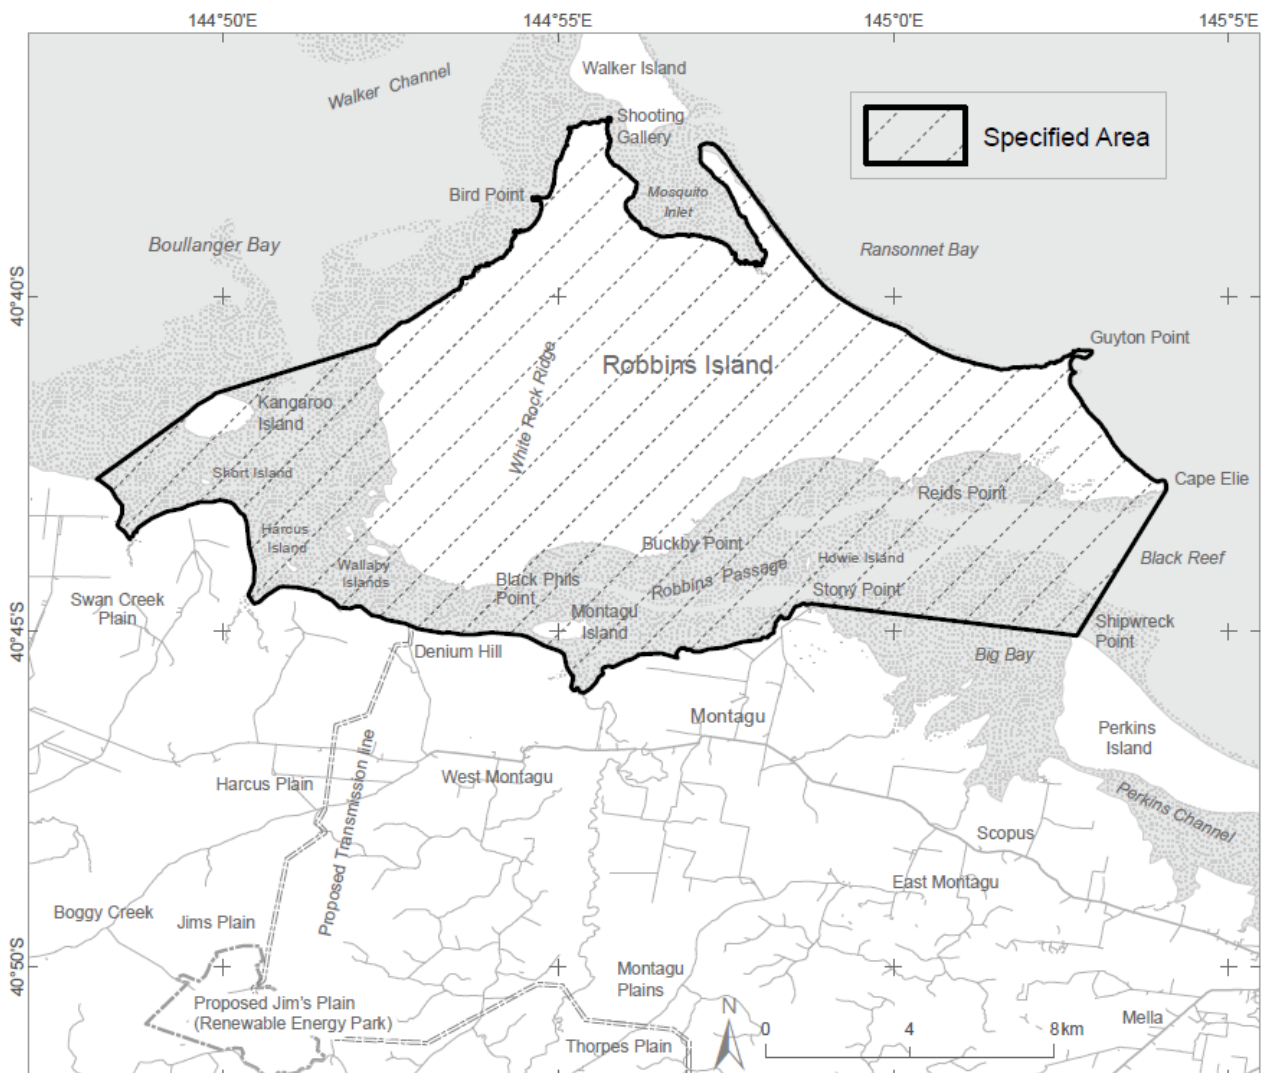 144°50'E
144°55'E
145°0'E
145°5'E
Walker Island
Walker Channel
Shooting
Gallery
Specified Area
Bird Point
Mosquito
Inlet
Boullanger Bay
Ransonnet Bay
40°40'S
Guyton Point
White Rock Ridge
Robbins Island
Kangaroo
Island
Short Island
Reids Point
Cape Elie
Harcus
Island
Buckby Point
Howie Island
Black Reef
Wallaby
Islands
Black Phils
Point
Robbins Passage
Stony Point
Swan Creek
Plain
Montagu
Island
Shipwreck
Point
40°45'S
Denium Hill
Big Bay
Montagu
Perkins
Island
Harcus Plain
Proposed Transmission line
West Montagu
Perkins Channel
Scopus
East Montagu
Boggy Creek
Jims Plain
40°50'S
Montagu
Plains
Proposed Jim's Plain
(Renewable Energy Park)
N
0
4
8km
Mella
Thorpes Plain